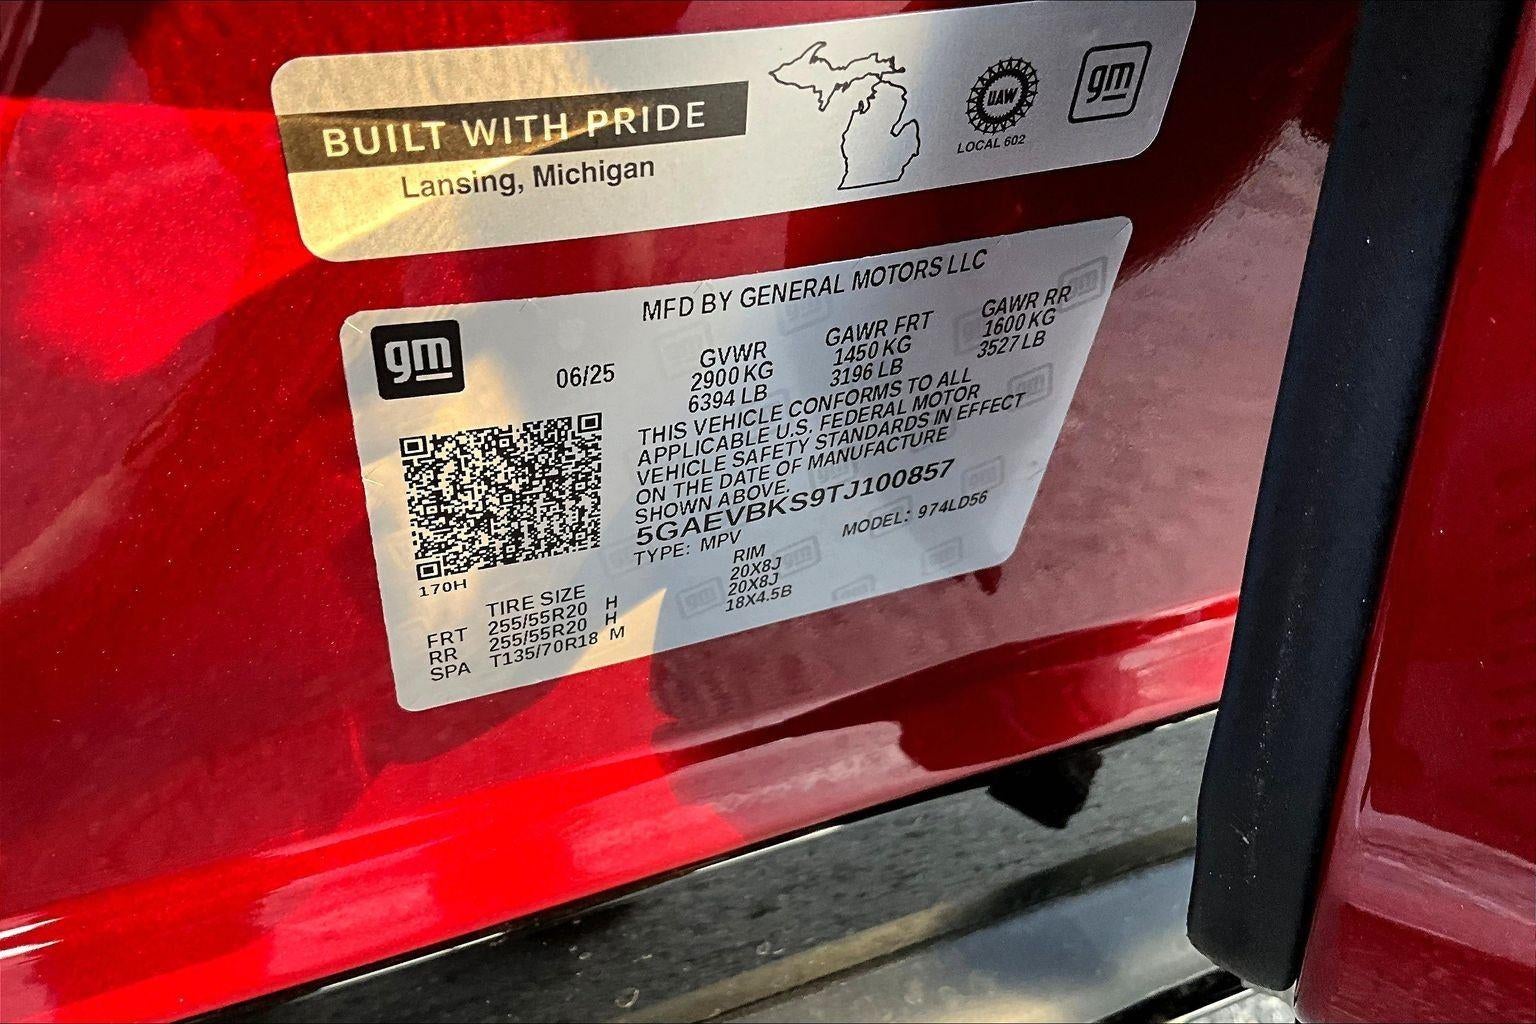 BUILT WITH PRIDE
Lansing, Michigan
UAW
LOCAL 602
gm
MFD BY GENERAL MOTORS LLC
gm
06/25
GVWR GAWR FRT GAWR RR
2900 KG 1450 KG 1600 KG
6394 LB 3196 LB 3527 LB
THIS VEHICLE CONFORMS TO ALL
APPLICABLE U.S. FEDERAL MOTOR
VEHICLE SAFETY STANDARDS IN EFFECT
ON THE DATE OF MANUFACTURE
SHOWN ABOVE.
5GAEVBKS9TJ100857
TYPE: MPV MODEL: 974LD56
170H
TIRE SIZE RIM
FRT 255/55R20 H 20X8J
RR 255/55R20 H 20X8J
SPA T135/70R18 M 18X4.5B